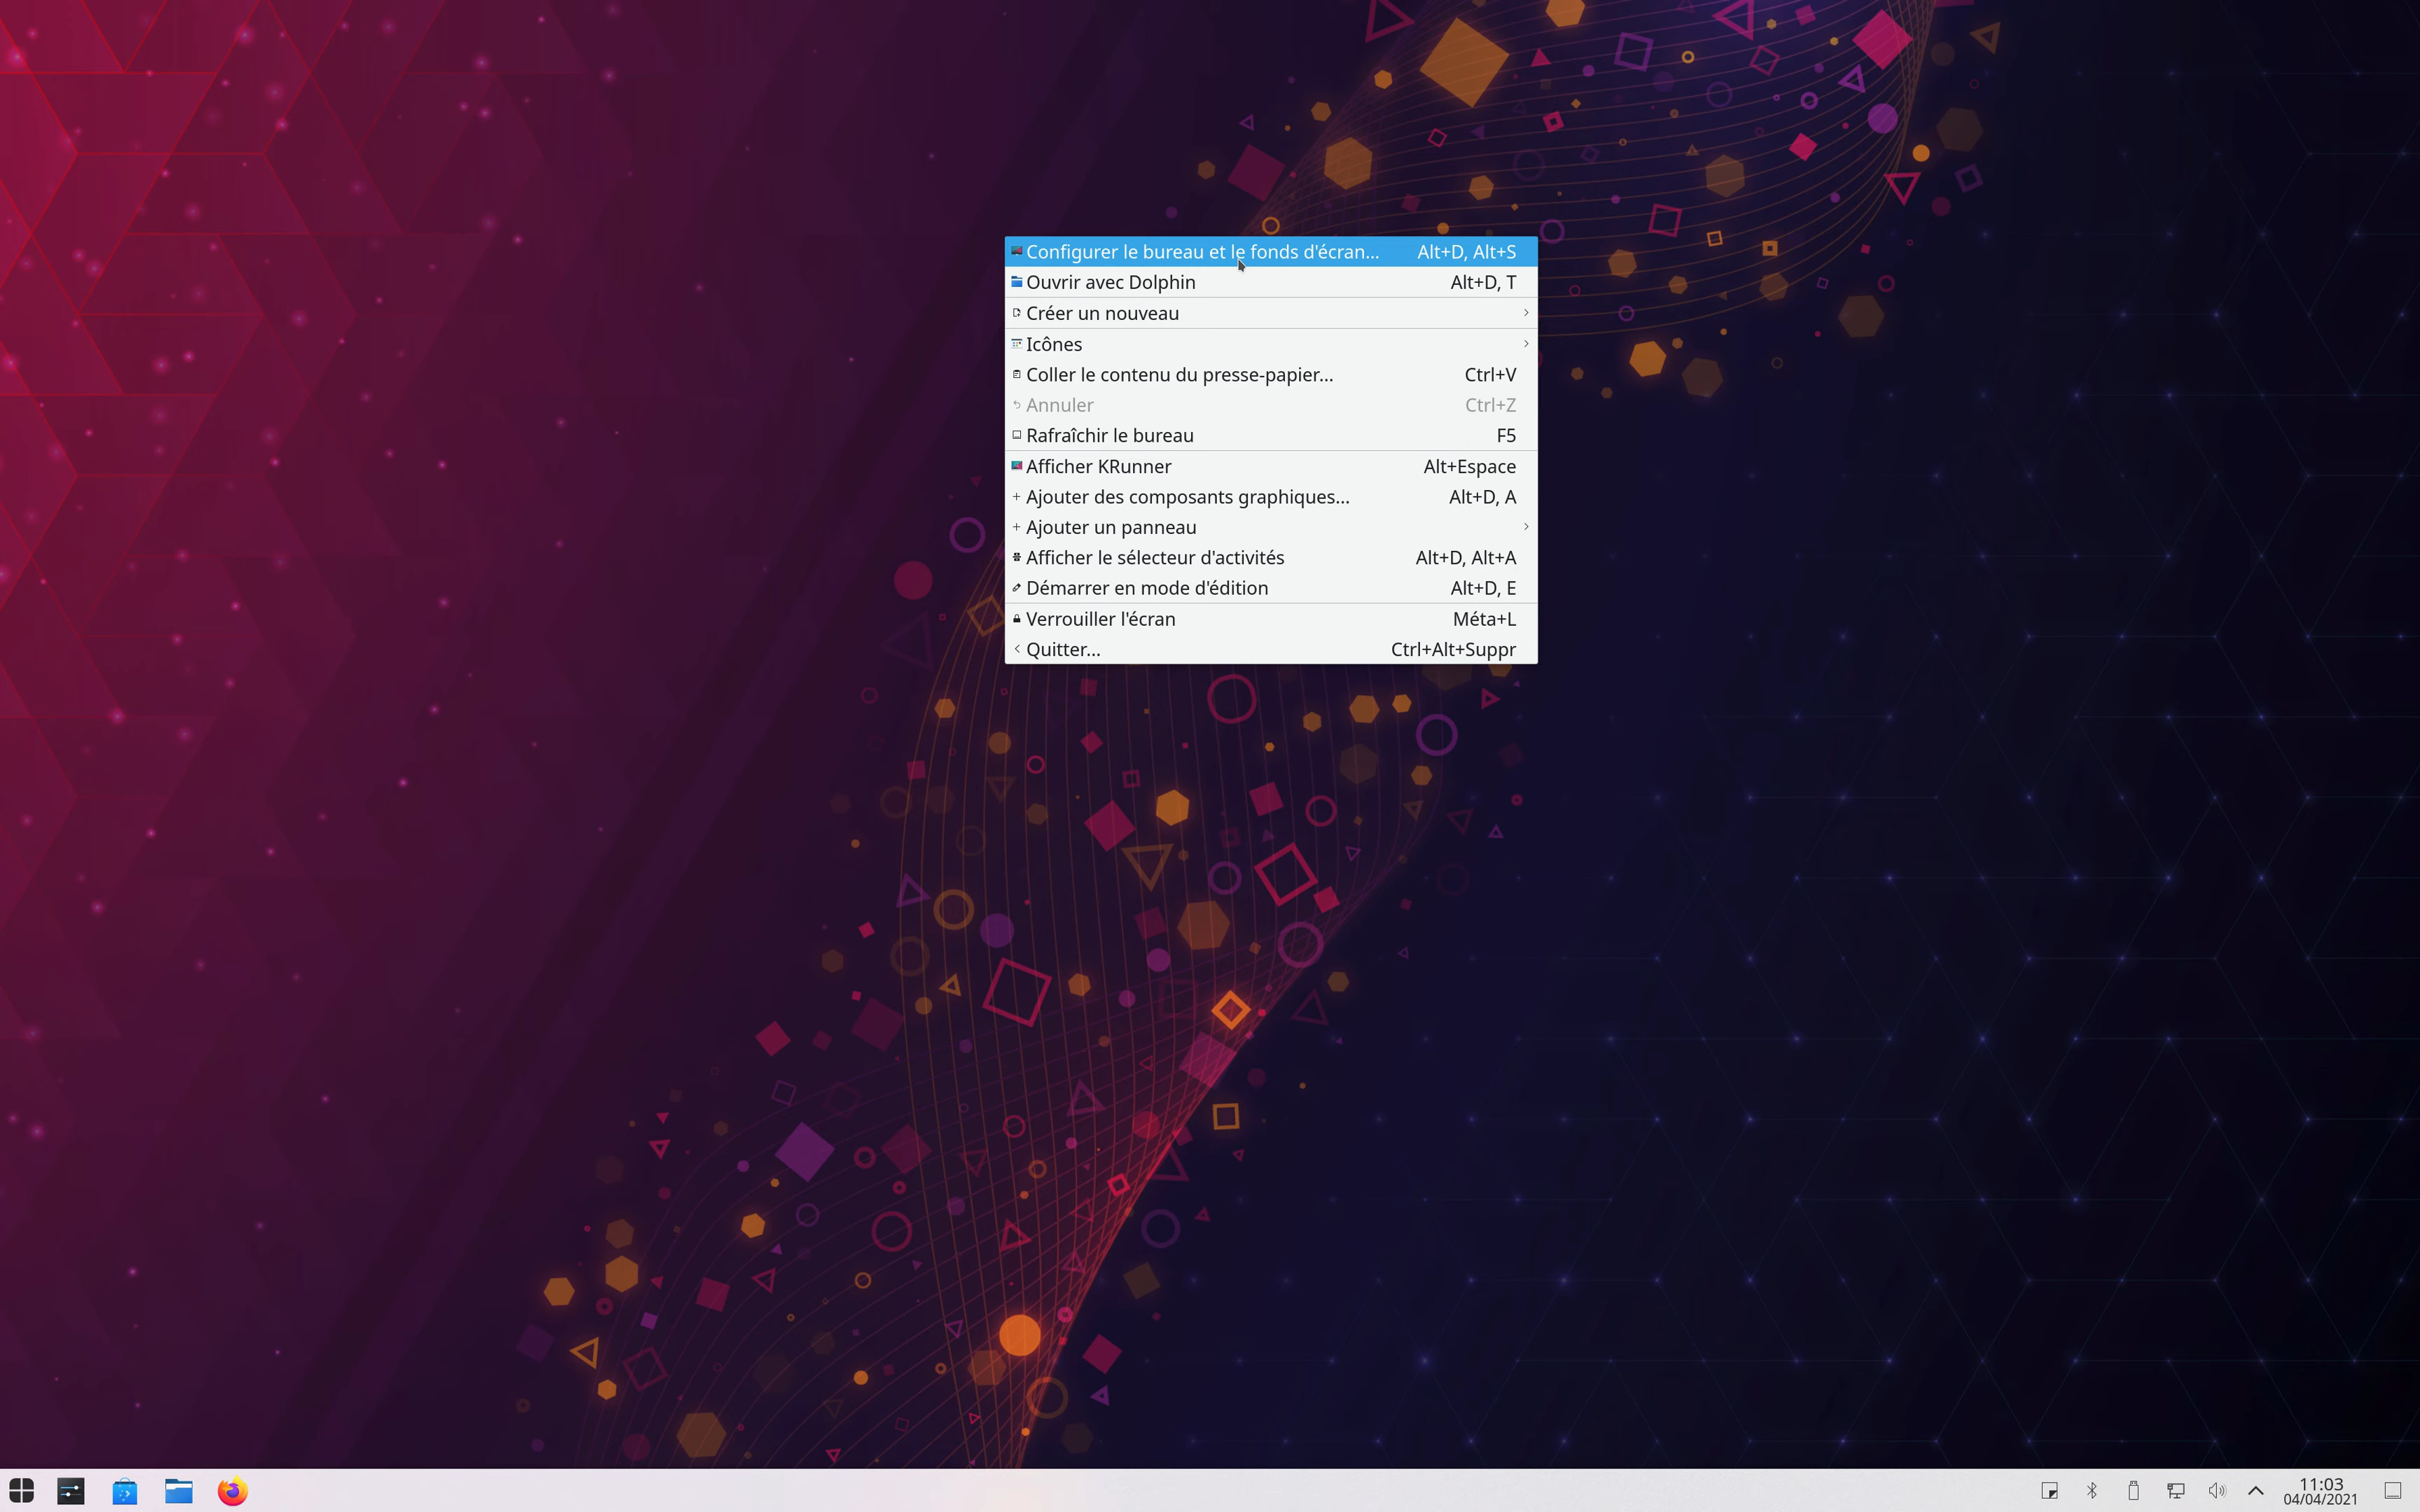 Configurer le bureau et le fonds d'écran... Alt+D, Alt+S
Ouvrir avec Dolphin Alt+D, T
Créer un nouveau
Icônes
Coller le contenu du presse-papier... Ctrl+V
Annuler Ctrl+Z
Rafraîchir le bureau F5
Afficher KRunner Alt+Espace
Ajouter des composants graphiques... Alt+D, A
Ajouter un panneau
Afficher le sélecteur d'activités Alt+D, Alt+A
Démarrer en mode d'édition Alt+D, E
Verrouiller l'écran Méta+L
Quitter... Ctrl+Alt+Suppr
11:03
04/04/2021